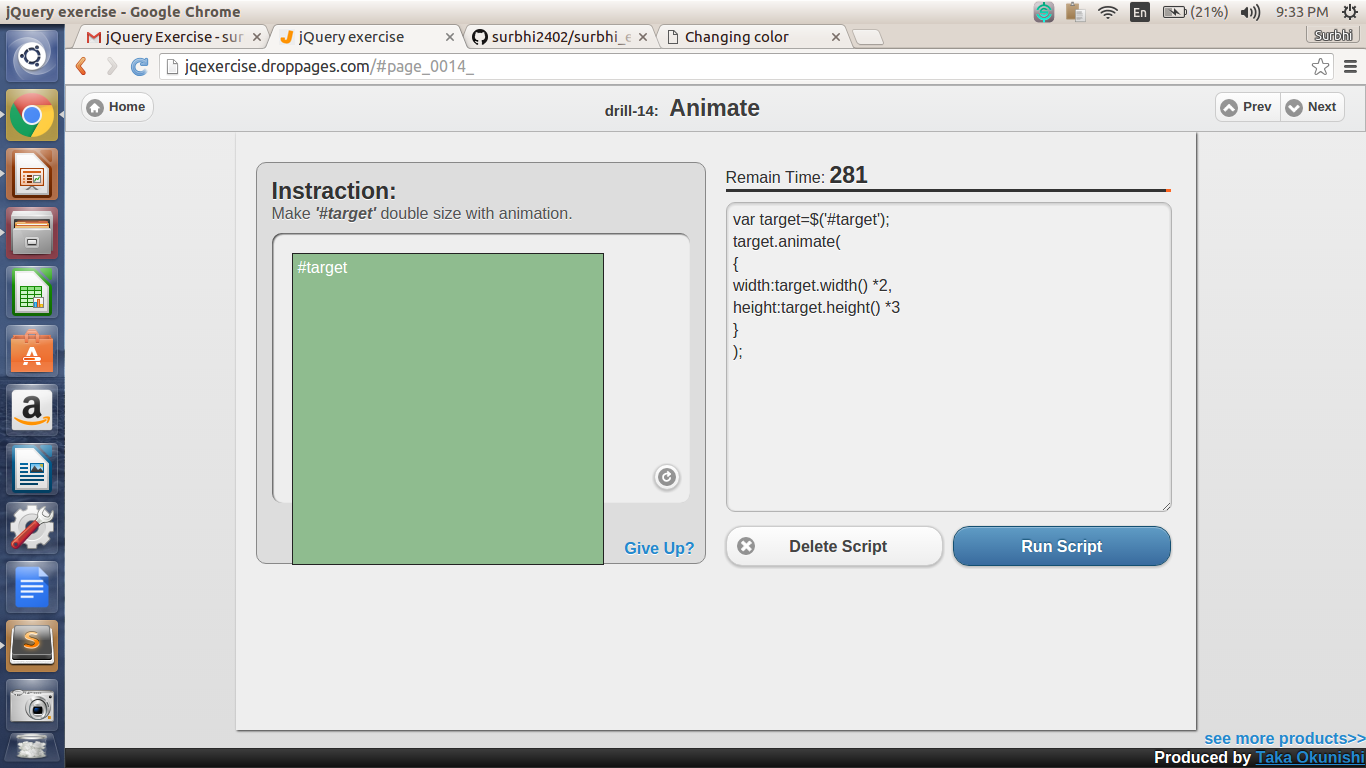 jQuery exercise - Google Chrome
En (21%) 9:33 PM
jQuery Exercise - sur
jQuery exercise
surbhi2402/surbhi_e
Changing color
Surbhi
jqexercise.droppages.com/#page_0014_
Home
drill-14: Animate
Prev Next
Instraction:
Make '#target' double size with animation.
#target
Give Up?
Remain Time: 281
var target=$('#target');
target.animate(
{
width:target.width() *2,
height:target.height() *3
}
);
Delete Script
Run Script
see more products>>
Produced by Taka Okunishi